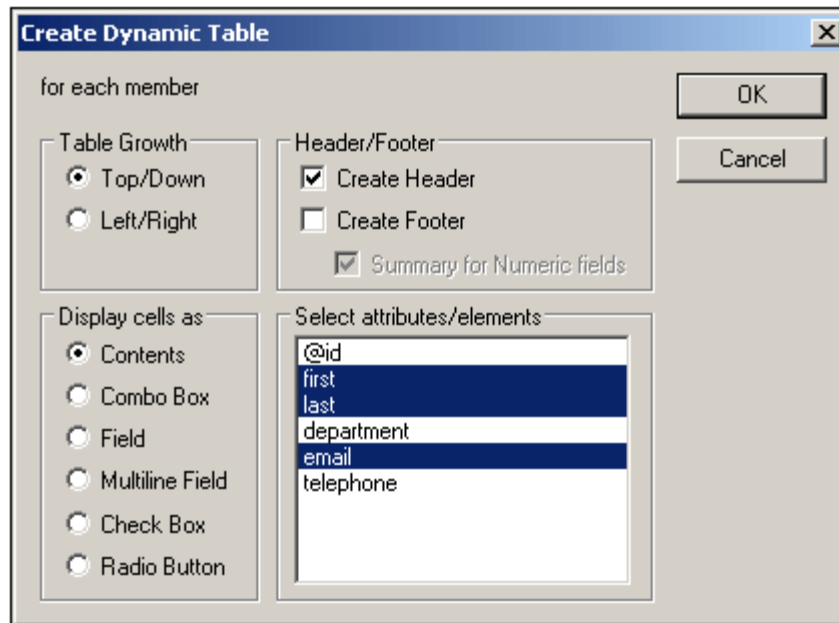 Create Dynamic Table
for each member
OK
Cancel
Table Growth
Top/Down
Left/Right
Header/Footer
Create Header
Create Footer
Summary for Numeric fields
Display cells as
Contents
Combo Box
Field
Multiline Field
Check Box
Radio Button
Select attributes/elements
@id
first
last
department
email
telephone